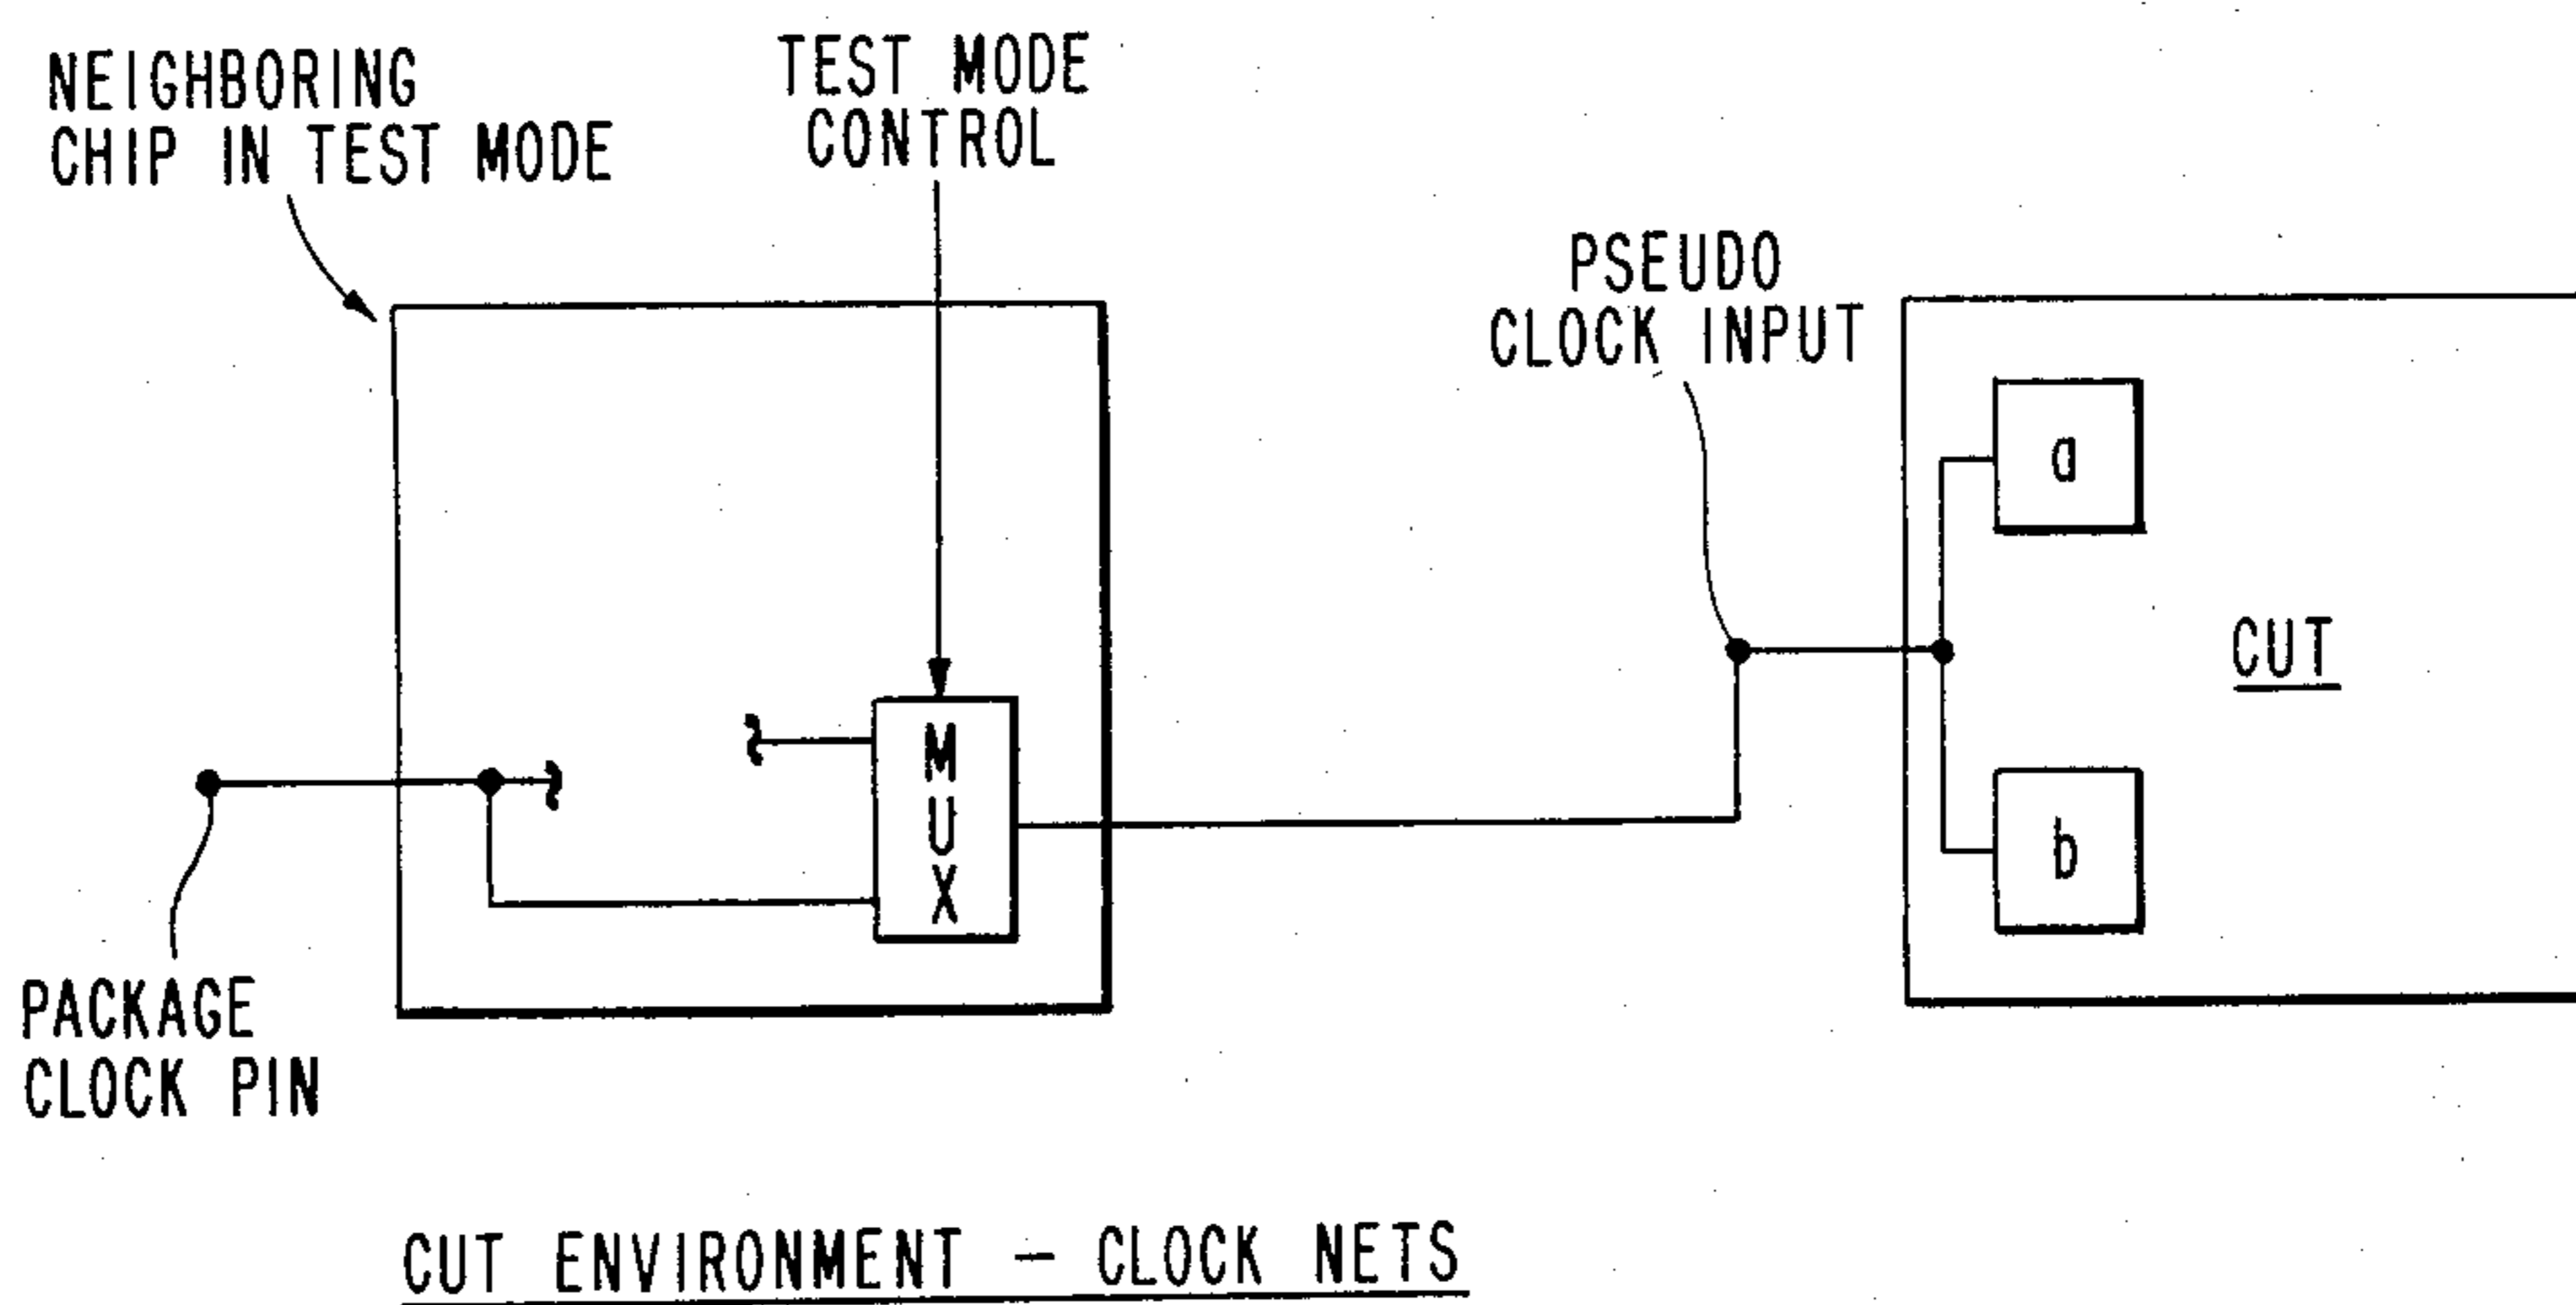 NEIGHBORING
CHIP IN TEST MODE
TEST MODE
CONTROL
PSEUDO
CLOCK INPUT
a
CUT
b
M
U
X
PACKAGE
CLOCK PIN
CUT ENVIRONMENT – CLOCK NETS